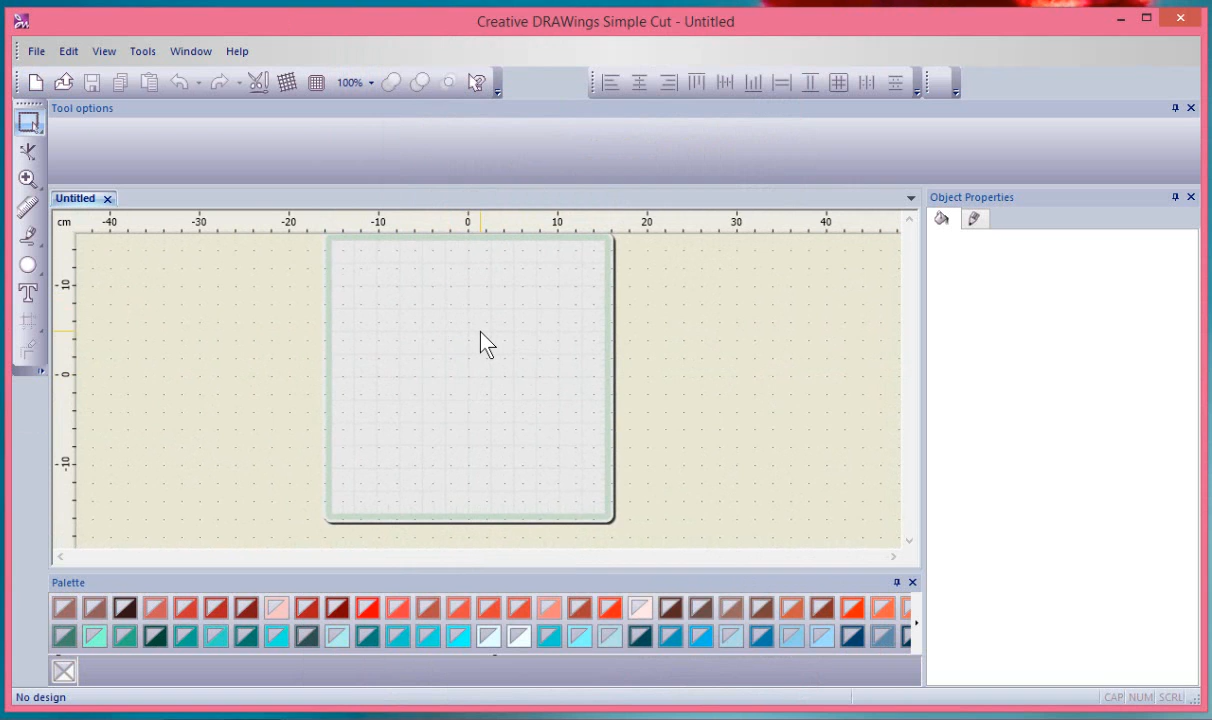 Creative DRAWings Simple Cut - Untitled
File Edit View Tools Window Help
100%
Tool options
Untitled
Object Properties
cm -40 -30 -20 -10 0 10 20 30 40
10
0
-10
Palette
No design
CAP NUM SCRL